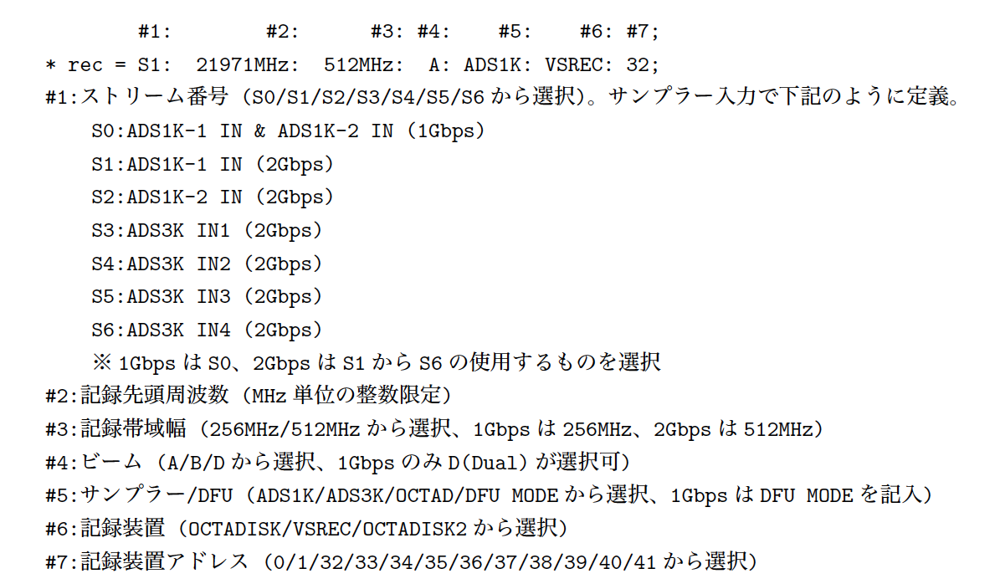 #1: #2: #3: #4: #5: #6: #7;
* rec = S1: 21971MHz: 512MHz: A: ADS1K: VSREC: 32;
#1:ストリーム番号 (S0/S1/S2/S3/S4/S5/S6 から選択)。サンプラー入力で下記のように定義。
S0:ADS1K-1 IN & ADS1K-2 IN (1Gbps)
S1:ADS1K-1 IN (2Gbps)
S2:ADS1K-2 IN (2Gbps)
S3:ADS3K IN1 (2Gbps)
S4:ADS3K IN2 (2Gbps)
S5:ADS3K IN3 (2Gbps)
S6:ADS3K IN4 (2Gbps)
※ 1Gbps は S0、2Gbps は S1 から S6 の使用するものを選択
#2:記録先頭周波数 (MHz 単位の整数限定)
#3:記録帯域幅 (256MHz/512MHz から選択、1Gbps は 256MHz、2Gbps は 512MHz)
#4:ビーム (A/B/D から選択、1Gbps のみ D(Dual) が選択可)
#5:サンプラー/DFU (ADS1K/ADS3K/OCTAD/DFU MODE から選択、1Gbps は DFU MODE を記入)
#6:記録装置 (OCTADISK/VSREC/OCTADISK2 から選択)
#7:記録装置アドレス (0/1/32/33/34/35/36/37/38/39/40/41 から選択)